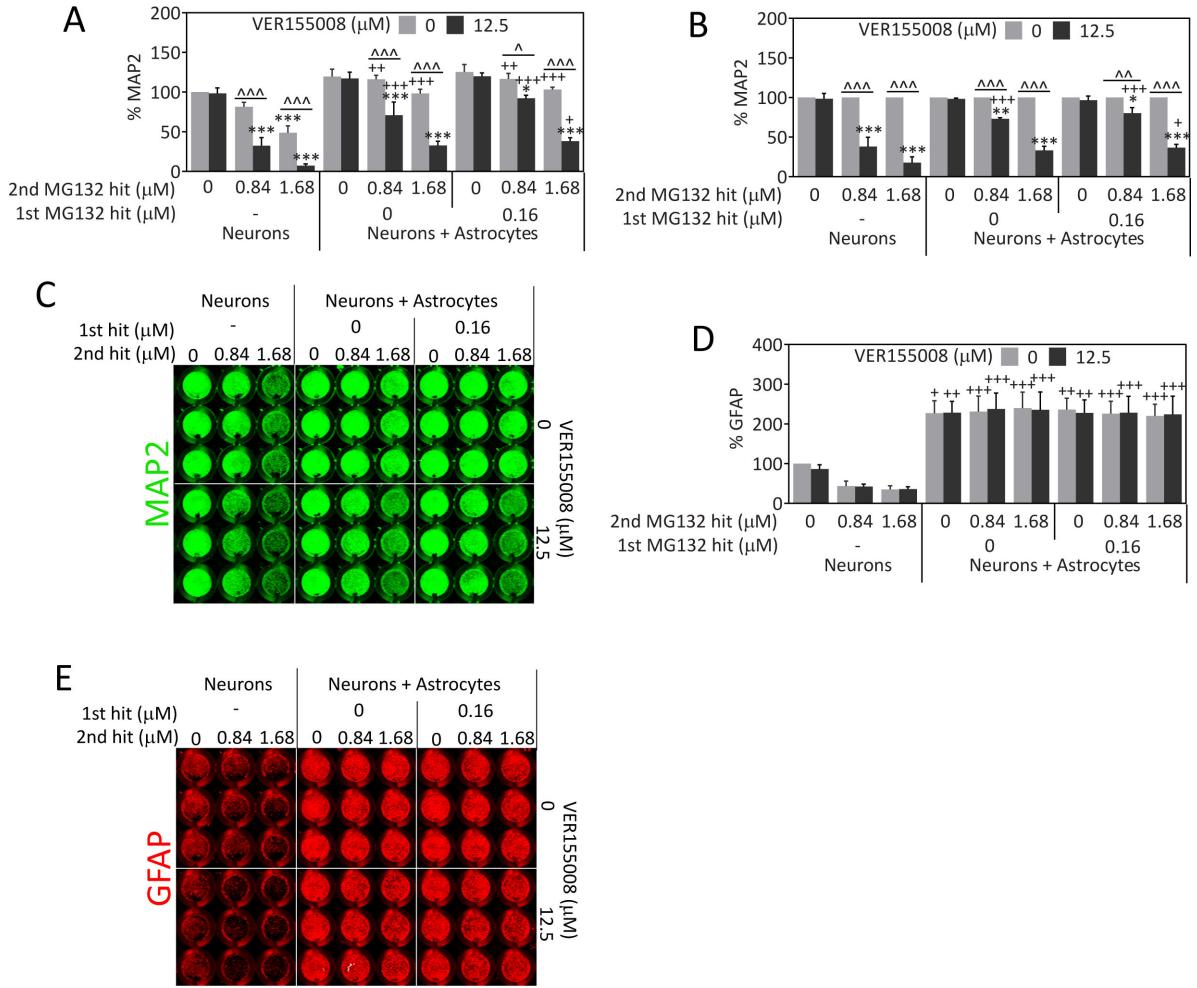 A
VER155008 (μM) 0 12.5
% MAP2
200
150
100
50
0
^^^ ^^^ ^^^ ^^^ ^ ^^^
++ +++ +++ ++ +++ +++ +
*** *** *** *** *** * ***
2nd MG132 hit (μM) 0 0.84 1.68 0 0.84 1.68 0 0.84 1.68
1st MG132 hit (μM) - 0 0.16
Neurons Neurons + Astrocytes
B
VER155008 (μM) 0 12.5
% MAP2
200
150
100
50
0
^^^ ^^^ ^^^ ^^^ ^^ ^^^
+++ +++ +
*** *** ** *** * ***
2nd MG132 hit (μM) 0 0.84 1.68 0 0.84 1.68 0 0.84 1.68
1st MG132 hit (μM) - 0 0.16
Neurons Neurons + Astrocytes
C
Neurons Neurons + Astrocytes
1st hit (μM) - 0 0.16
2nd hit (μM) 0 0.84 1.68 0 0.84 1.68 0 0.84 1.68
MAP2
VER155008 (μM)
0
12.5
D
VER155008 (μM) 0 12.5
% GFAP
400
300
200
100
0
+ ++ +++ +++ +++ +++ ++ ++ +++ +++ +++ +++
2nd MG132 hit (μM) 0 0.84 1.68 0 0.84 1.68 0 0.84 1.68
1st MG132 hit (μM) - 0 0.16
Neurons Neurons + Astrocytes
E
Neurons Neurons + Astrocytes
1st hit (μM) - 0 0.16
2nd hit (μM) 0 0.84 1.68 0 0.84 1.68 0 0.84 1.68
GFAP
VER155008 (μM)
0
12.5